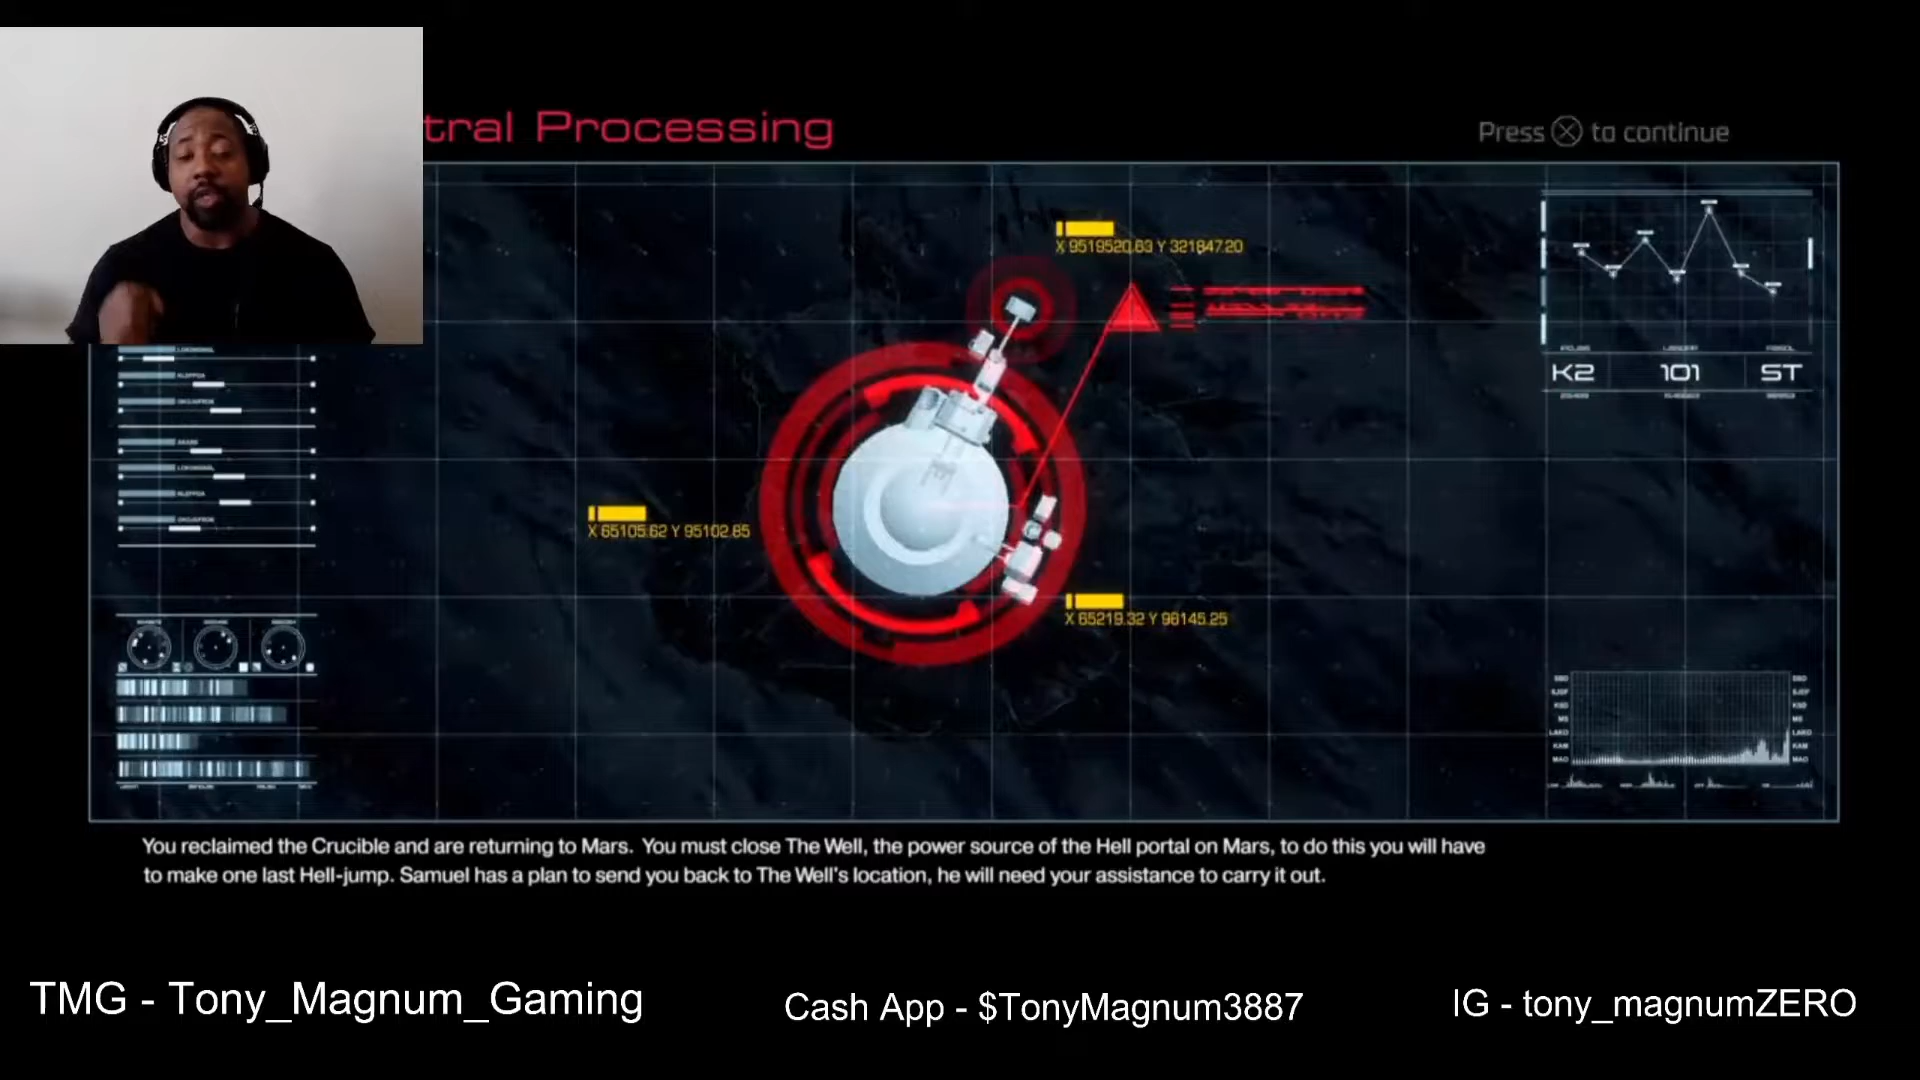 tral Processing
Press Ⓧ to continue
X 9519520.63 Y 321847.20
K2 101 ST
X 65105.62 Y 95102.85
X 65219.32 Y 98145.25
You reclaimed the Crucible and are returning to Mars. You must close The Well, the power source of the Hell portal on Mars, to do this you will have
to make one last Hell-jump. Samuel has a plan to send you back to The Well's location, he will need your assistance to carry it out.
TMG - Tony_Magnum_Gaming
Cash App - $TonyMagnum3887
IG - tony_magnumZERO